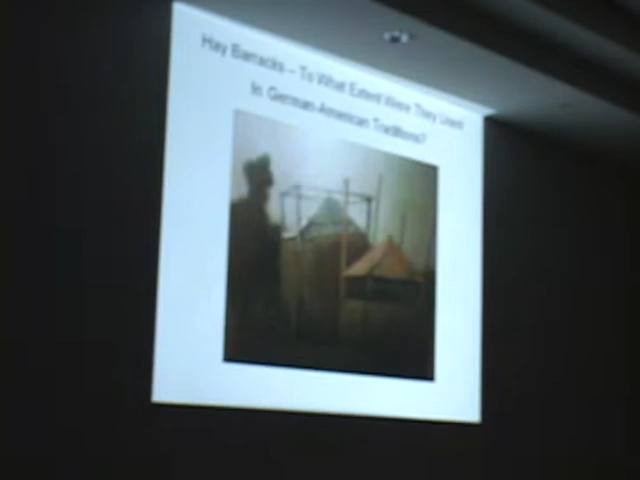 Hay Barracks – To What Extent Were They Used
In German-American Traditions?